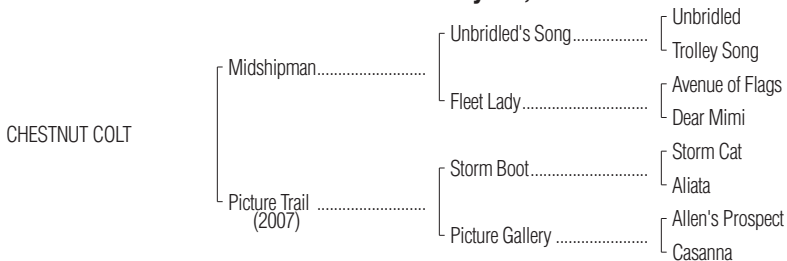 Unbridled
Unbridled's Song..................
Trolley Song
Midshipman..........................
Avenue of Flags
Fleet Lady..............................
Dear Mimi
CHESTNUT COLT
Storm Cat
Storm Boot............................
Aliata
Picture Trail ..........................
(2007)
Allen's Prospect
Picture Gallery ......................
Casanna